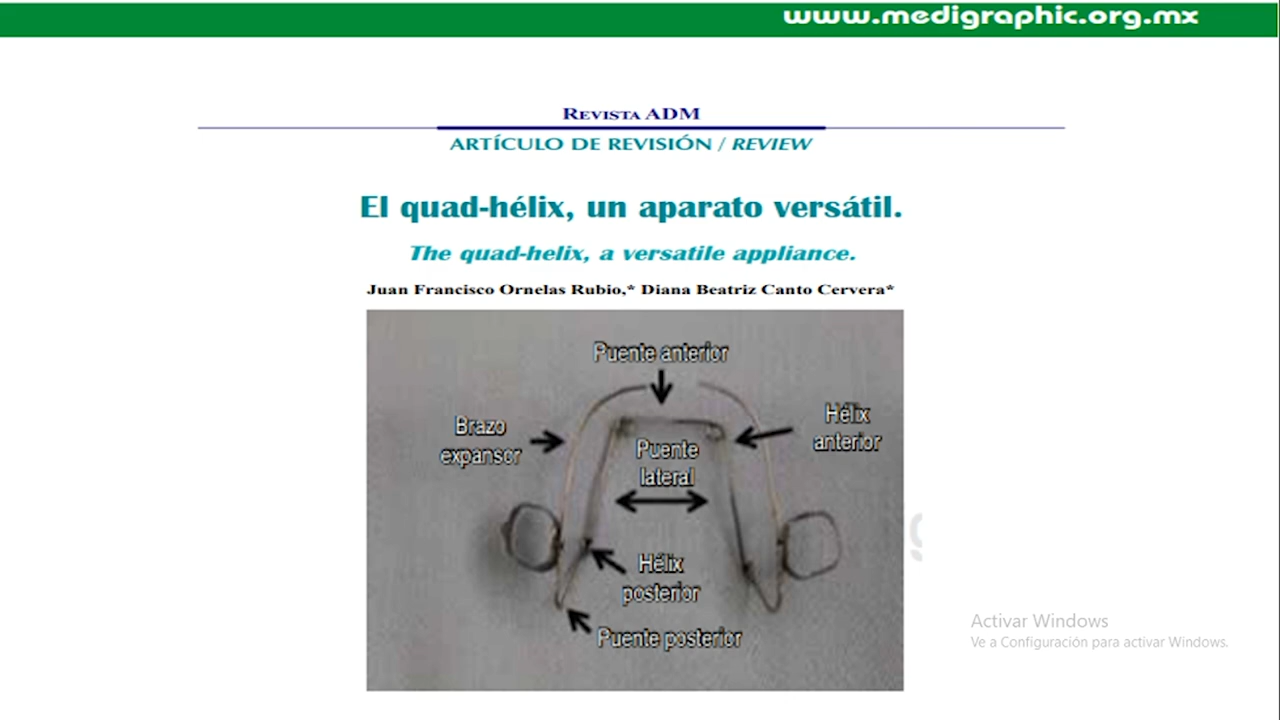 www.medigraphic.org.mx
REVISTA ADM
ARTÍCULO DE REVISIÓN / REVIEW
El quad-hélix, un aparato versátil.
The quad-helix, a versatile appliance.
Juan Francisco Ornelas Rubio,* Diana Beatriz Canto Cervera*
Puente anterior
Brazo
expansor
Hélix
anterior
Puente
lateral
Hélix
posterior
Puente posterior
Activar Windows
Ve a Configuración para activar Windows.